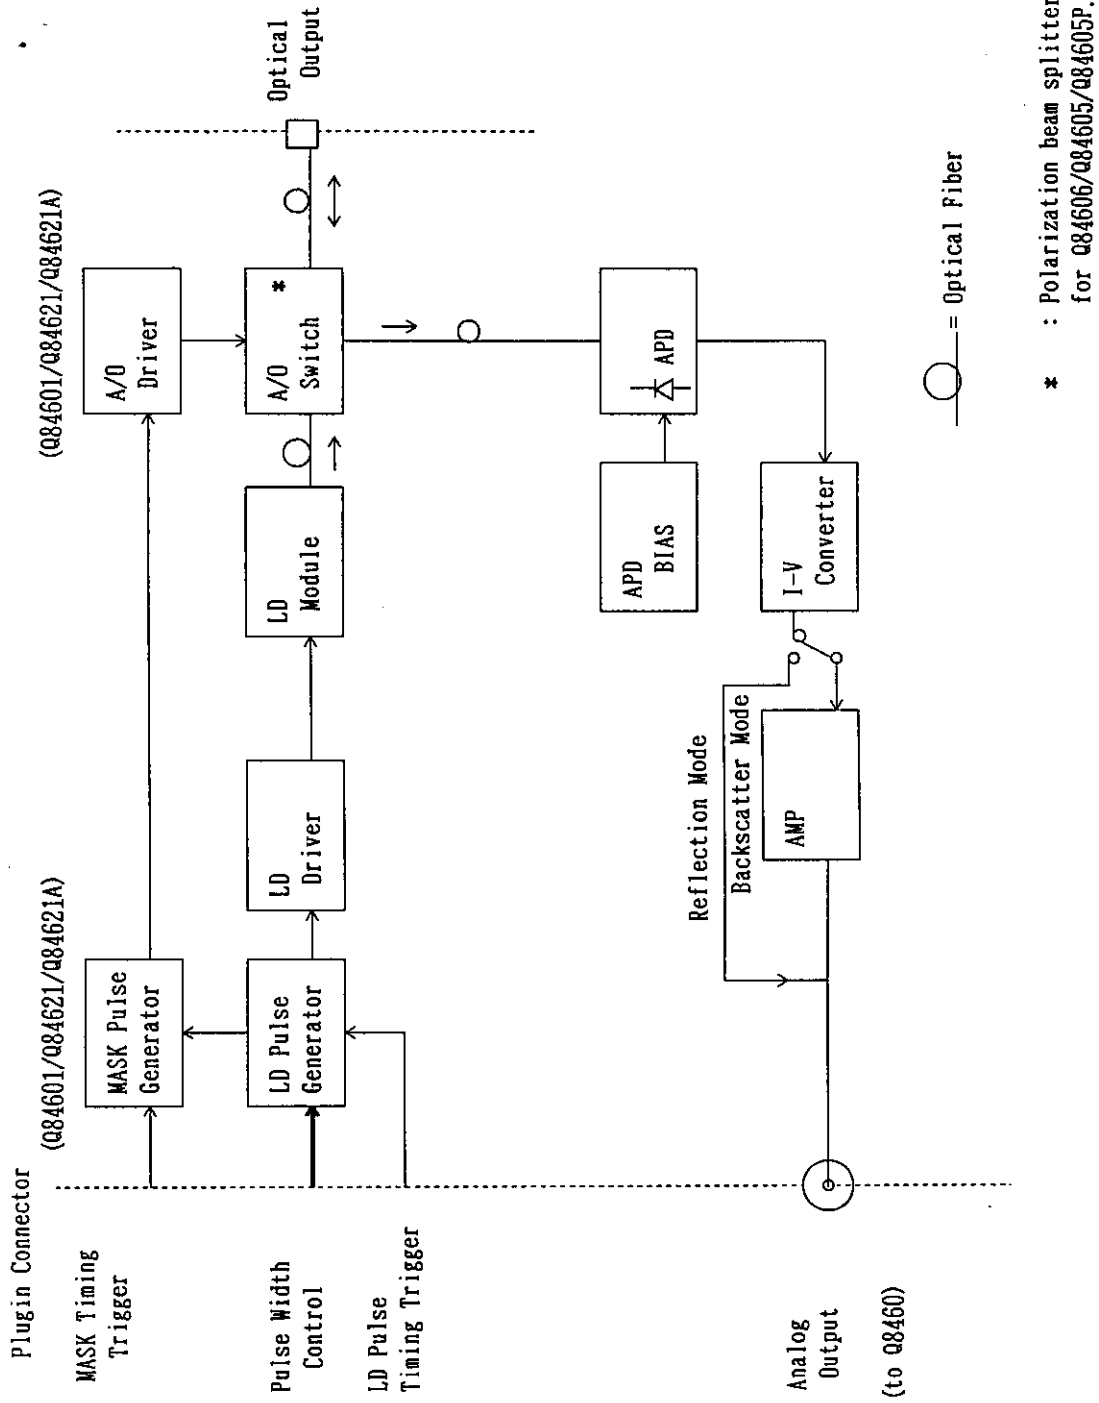 Plugin Connector
(Q84601/Q84621/Q84621A)
(Q84601/Q84621/Q84621A)
MASK Timing
Trigger
MASK Pulse
Generator
A/O
Driver
Pulse Width
Control
LD Pulse
Generator
LD
Driver
LD
Module
A/O
Switch
*
Optical
Output
LD Pulse
Timing Trigger
APD
BIAS
APD
Reflection Mode
Backscatter Mode
I-V
Converter
AMP
Analog
Output
(to Q8460)
= Optical Fiber
* : Polarization beam splitter
for Q84606/Q84605/Q84605P.